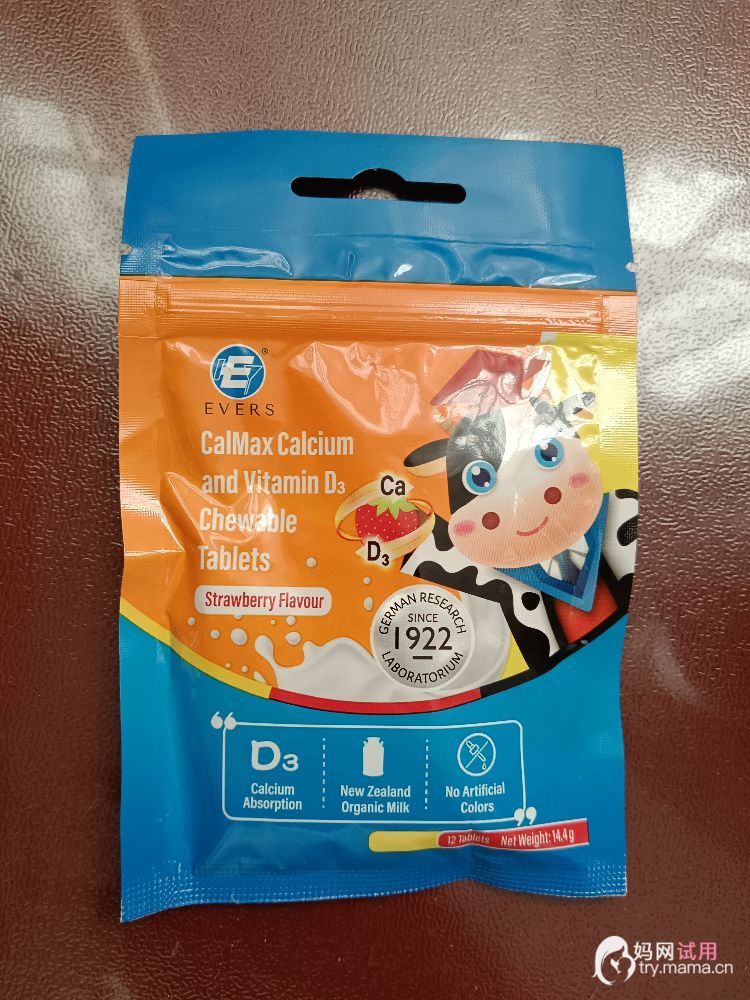 ®
EVERS
CalMax Calcium
and Vitamin D3
Chewable
Tablets
Strawberry Flavour
Ca
D3
GERMAN RESEARCH
SINCE
1922
LABORATORIUM
D3
Calcium
Absorption
New Zealand
Organic Milk
No Artificial
Colors
12 Tablets Net Weight: 14.4g
妈网试用
try.mama.cn